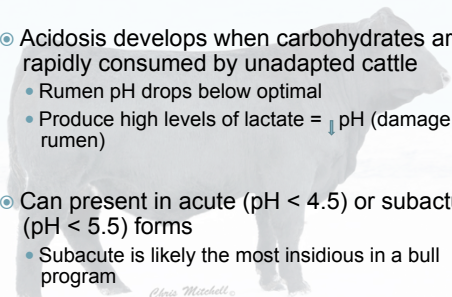 Acidosis develops when carbohydrates ar
rapidly consumed by unadapted cattle
Rumen pH drops below optimal
Produce high levels of lactate = ↓ pH (damage
rumen)
Can present in acute (pH < 4.5) or subactu
(pH < 5.5) forms
Subacute is likely the most insidious in a bull
program
Chris Mitchell